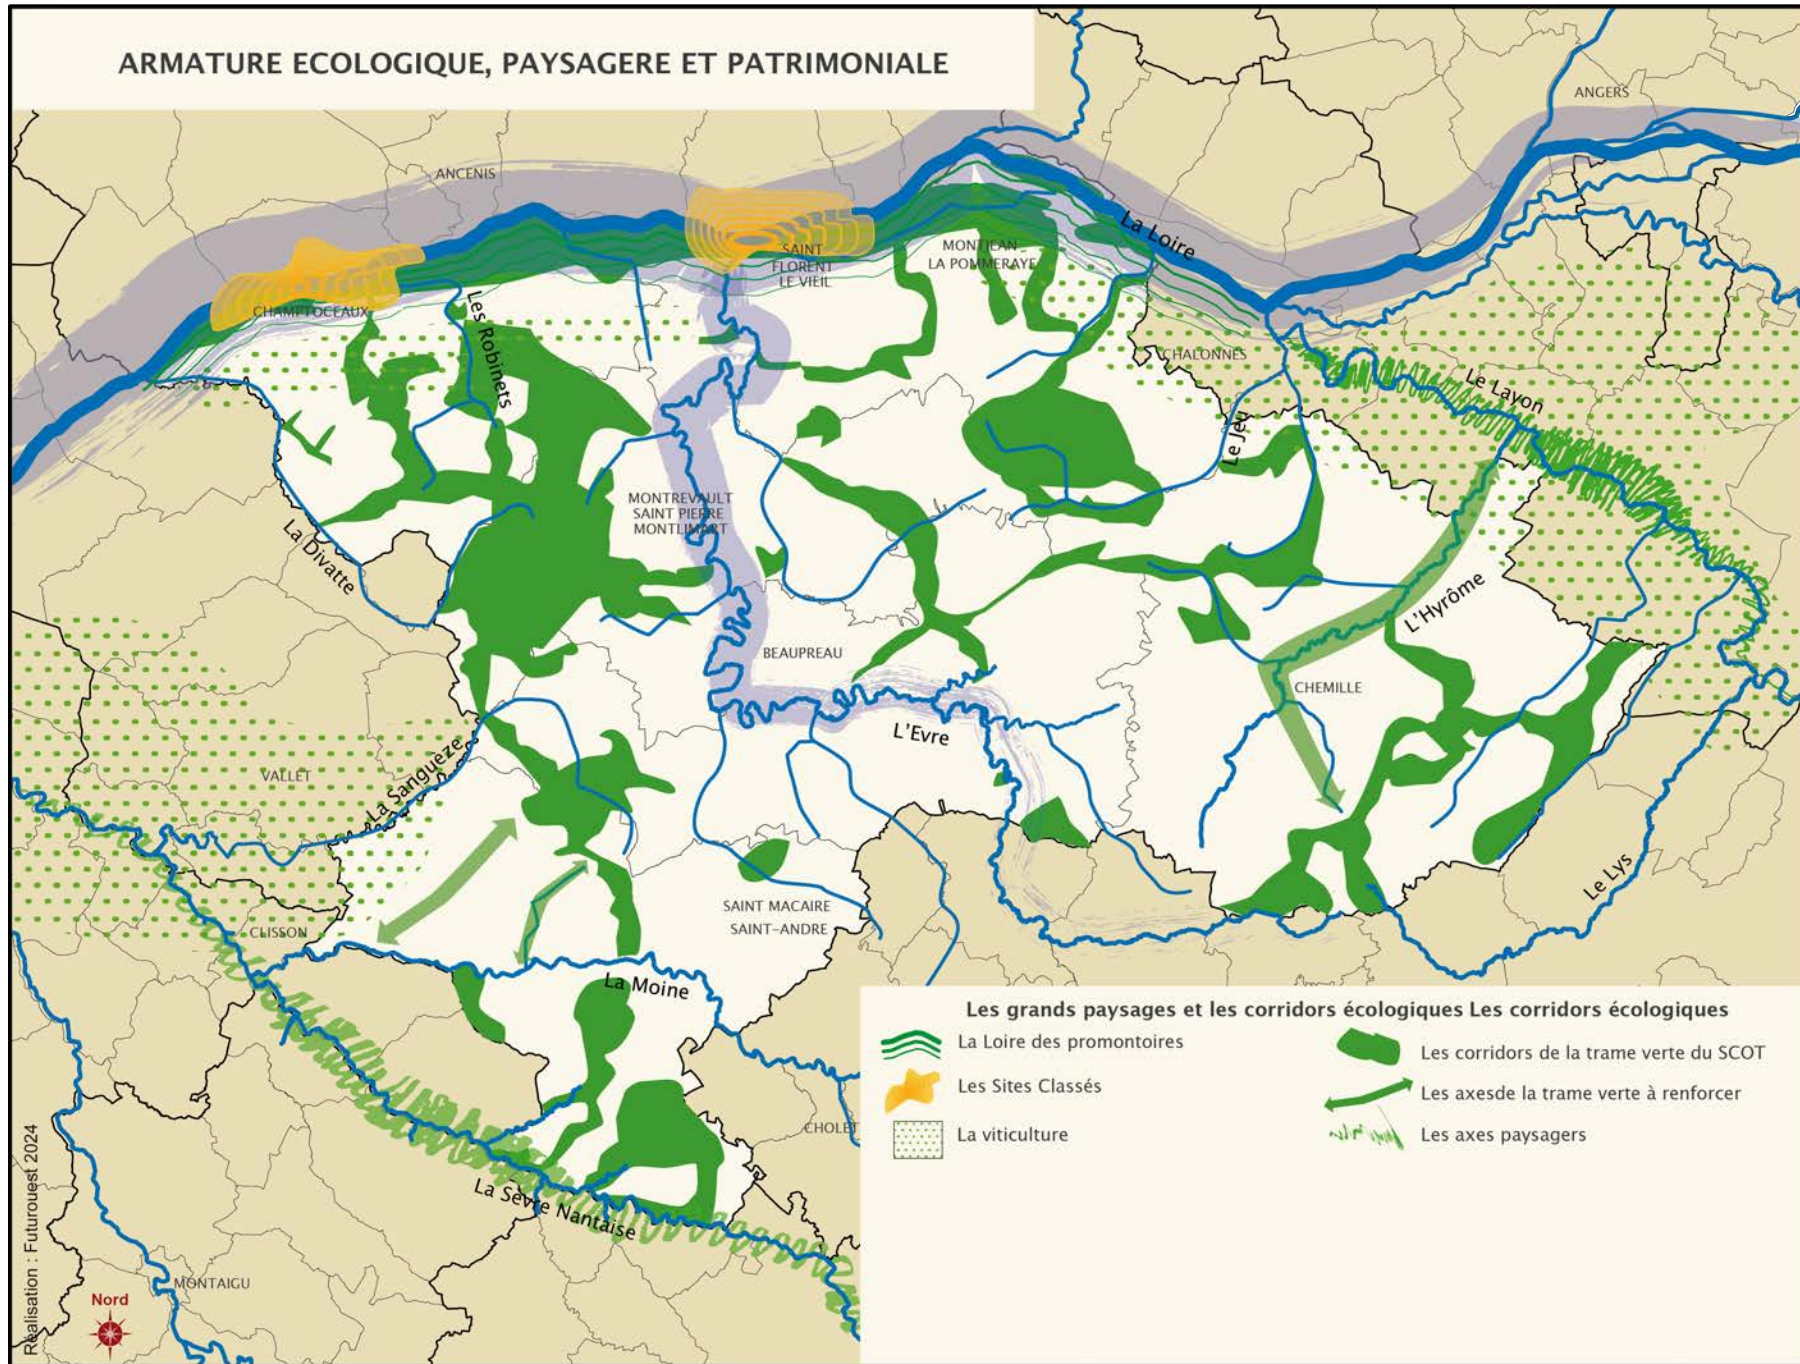 ARMATURE ECOLOGIQUE, PAYSAGERE ET PATRIMONIALE
ANGERS
ANCENIS
La Loire
SAINT
FLORENT
LE VIEIL
MONTJEAN
LA POMMERAYE
CHAMPTOCEAUX
Les Robinets
CHALONNES
Le Layon
Le Jeu
MONTREVAULT
SAINT PIERRE
MONTLIMART
La Divatte
L'Hyrôme
BEAUPREAU
CHEMILLE
L'Evre
VALLET
La Sanguèze
Le Lys
SAINT MACAIRE
SAINT-ANDRE
CLISSON
La Moine
CHOLET
La Sèvre Nantaise
MONTAIGU
Nord
Réalisation : Futurouest 2024
Les grands paysages et les corridors écologiques Les corridors écologiques
La Loire des promontoires
Les Sites Classés
La viticulture
Les corridors de la trame verte du SCOT
Les axesde la trame verte à renforcer
Les axes paysagers